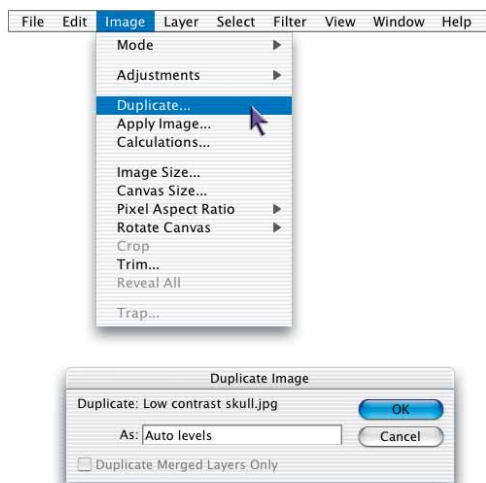 File Edit Image Layer Select Filter View Window Help
Mode
Adjustments
Duplicate...
Apply Image...
Calculations...
Image Size...
Canvas Size...
Pixel Aspect Ratio
Rotate Canvas
Crop
Trim...
Reveal All
Trap...
Duplicate Image
Duplicate: Low contrast skull.jpg
OK
As: Auto levels
Cancel
Duplicate Merged Layers Only